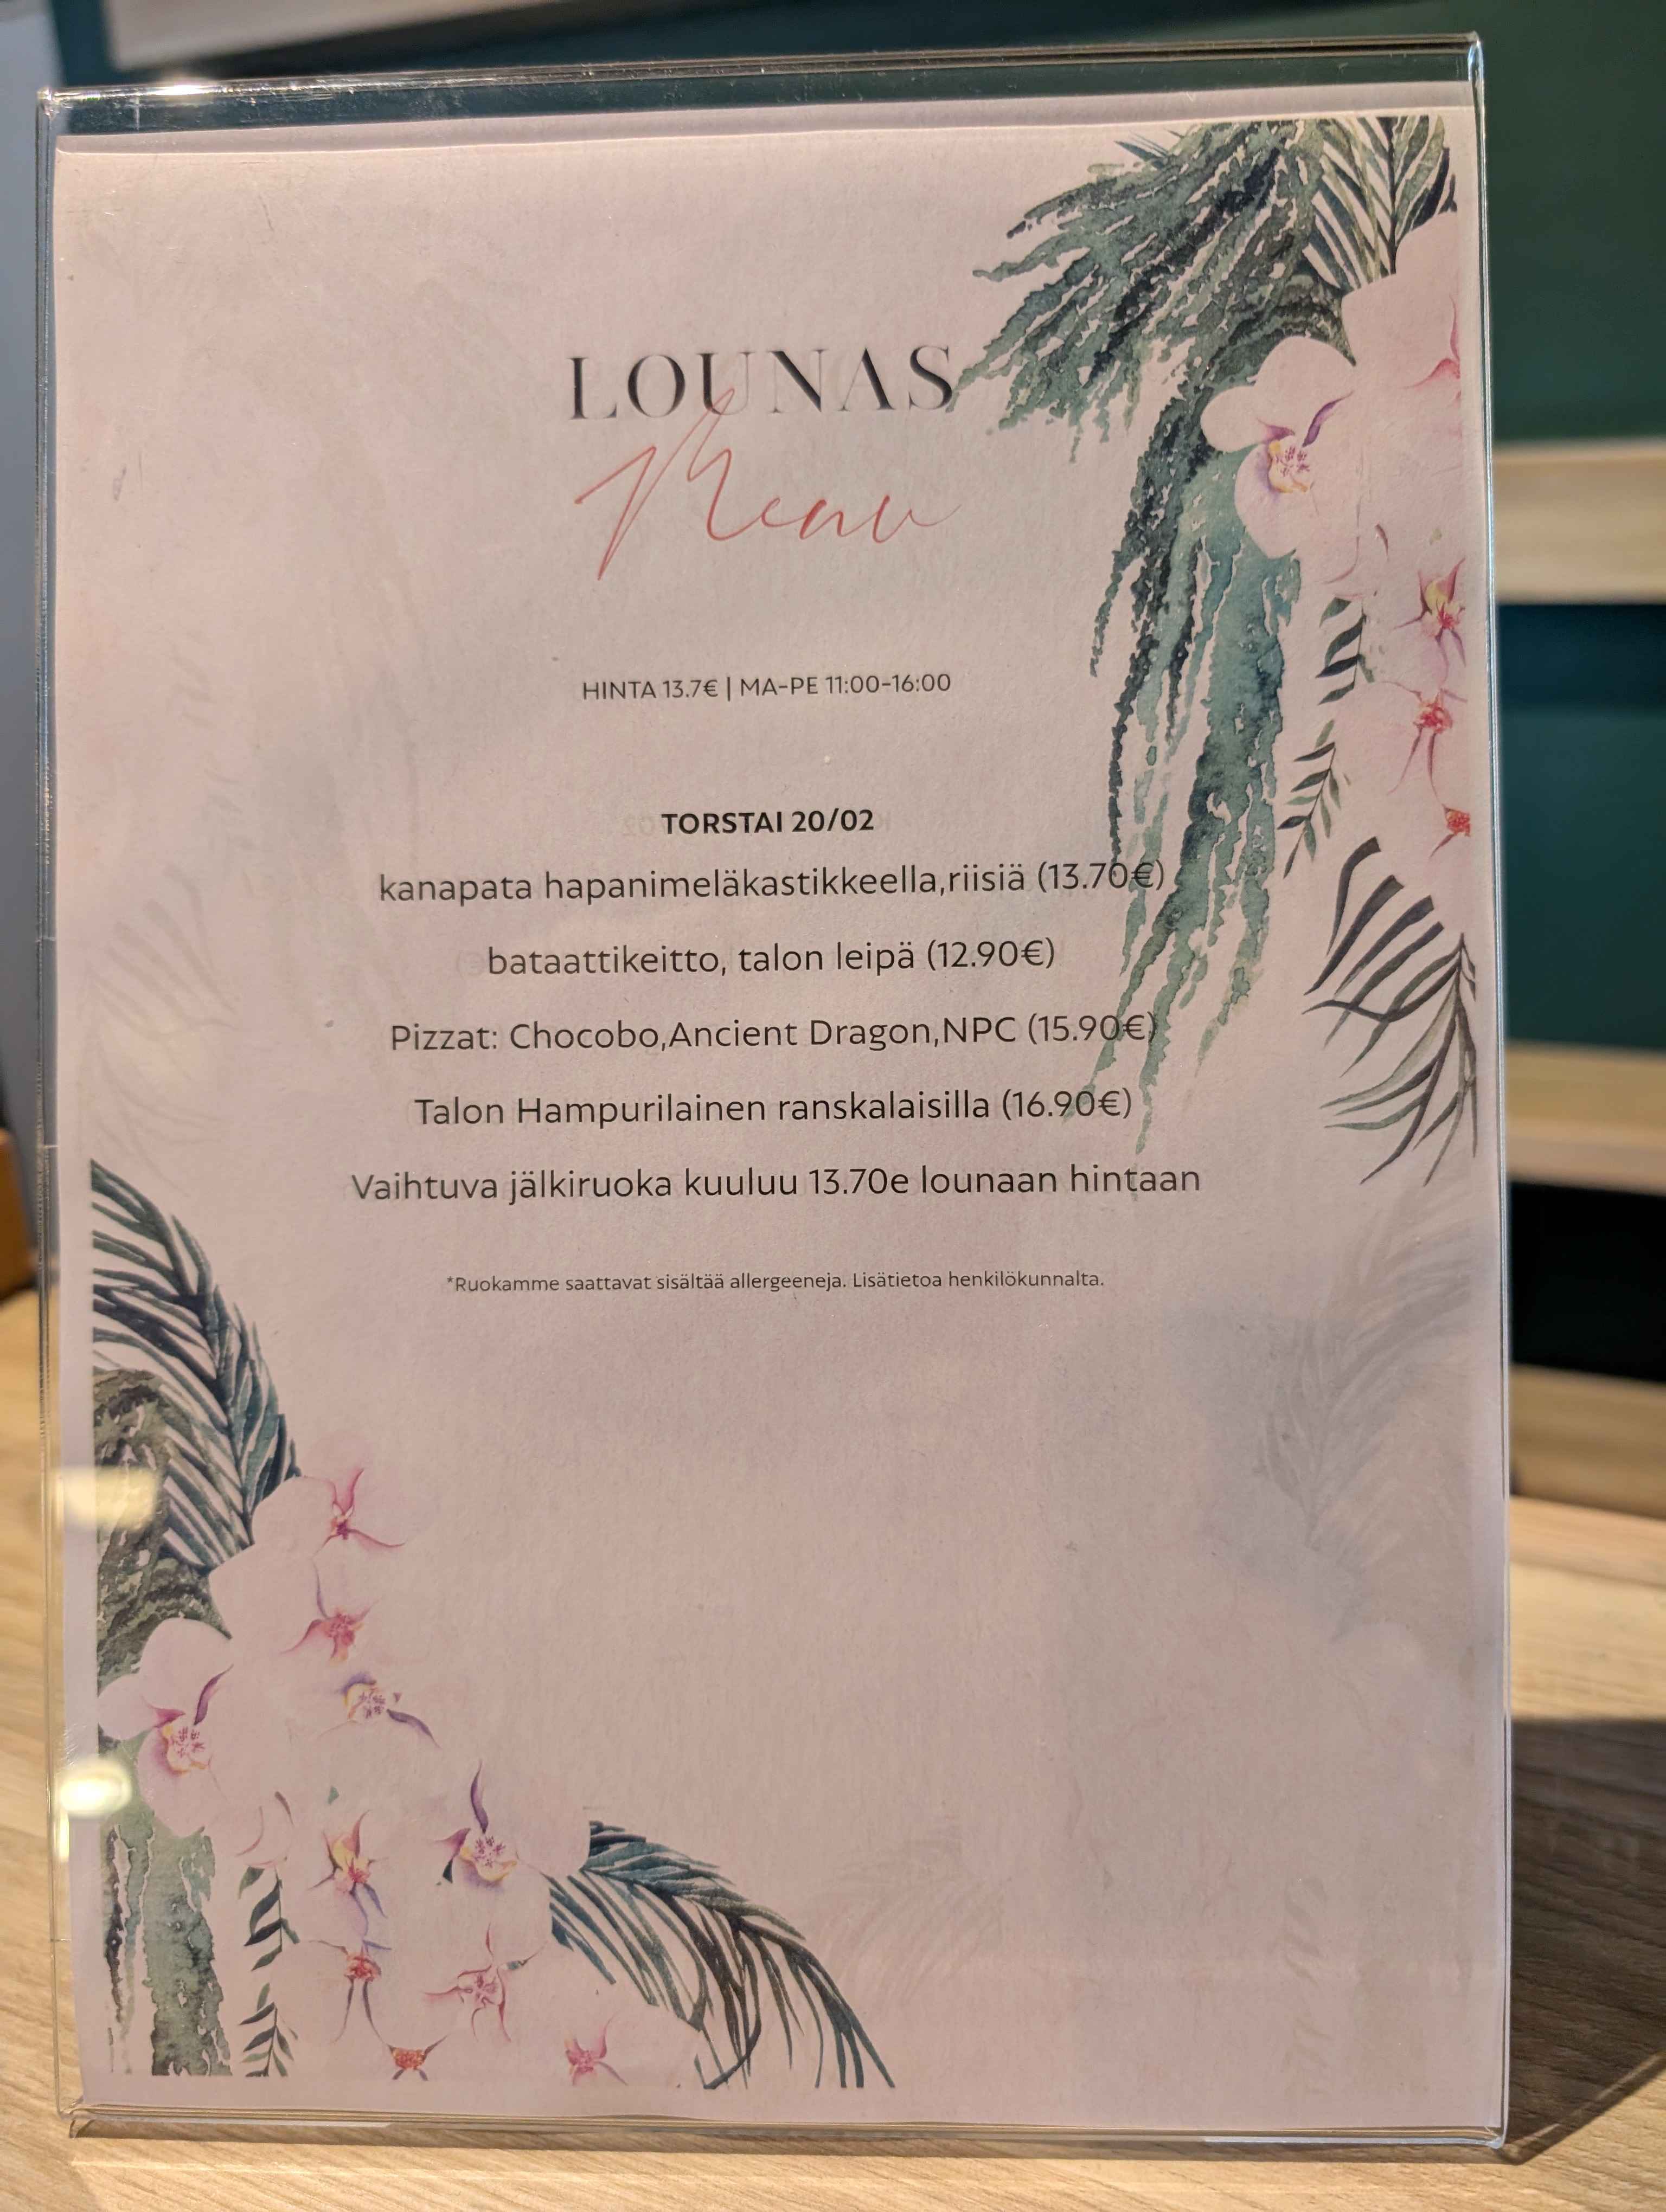 LOUNAS
Menu
HINTA 13.7€ | MA-PE 11:00-16:00
TORSTAI 20/02
kanapata hapanimeläkastikkeella,riisiä (13.70€)
bataattikeitto, talon leipä (12.90€)
Pizzat: Chocobo,Ancient Dragon,NPC (15.90€)
Talon Hampurilainen ranskalaisilla (16.90€)
Vaihtuva jälkiruoka kuuluu 13.70e lounaan hintaan
*Ruokamme saattavat sisältää allergeeneja. Lisätietoa henkilökunnalta.